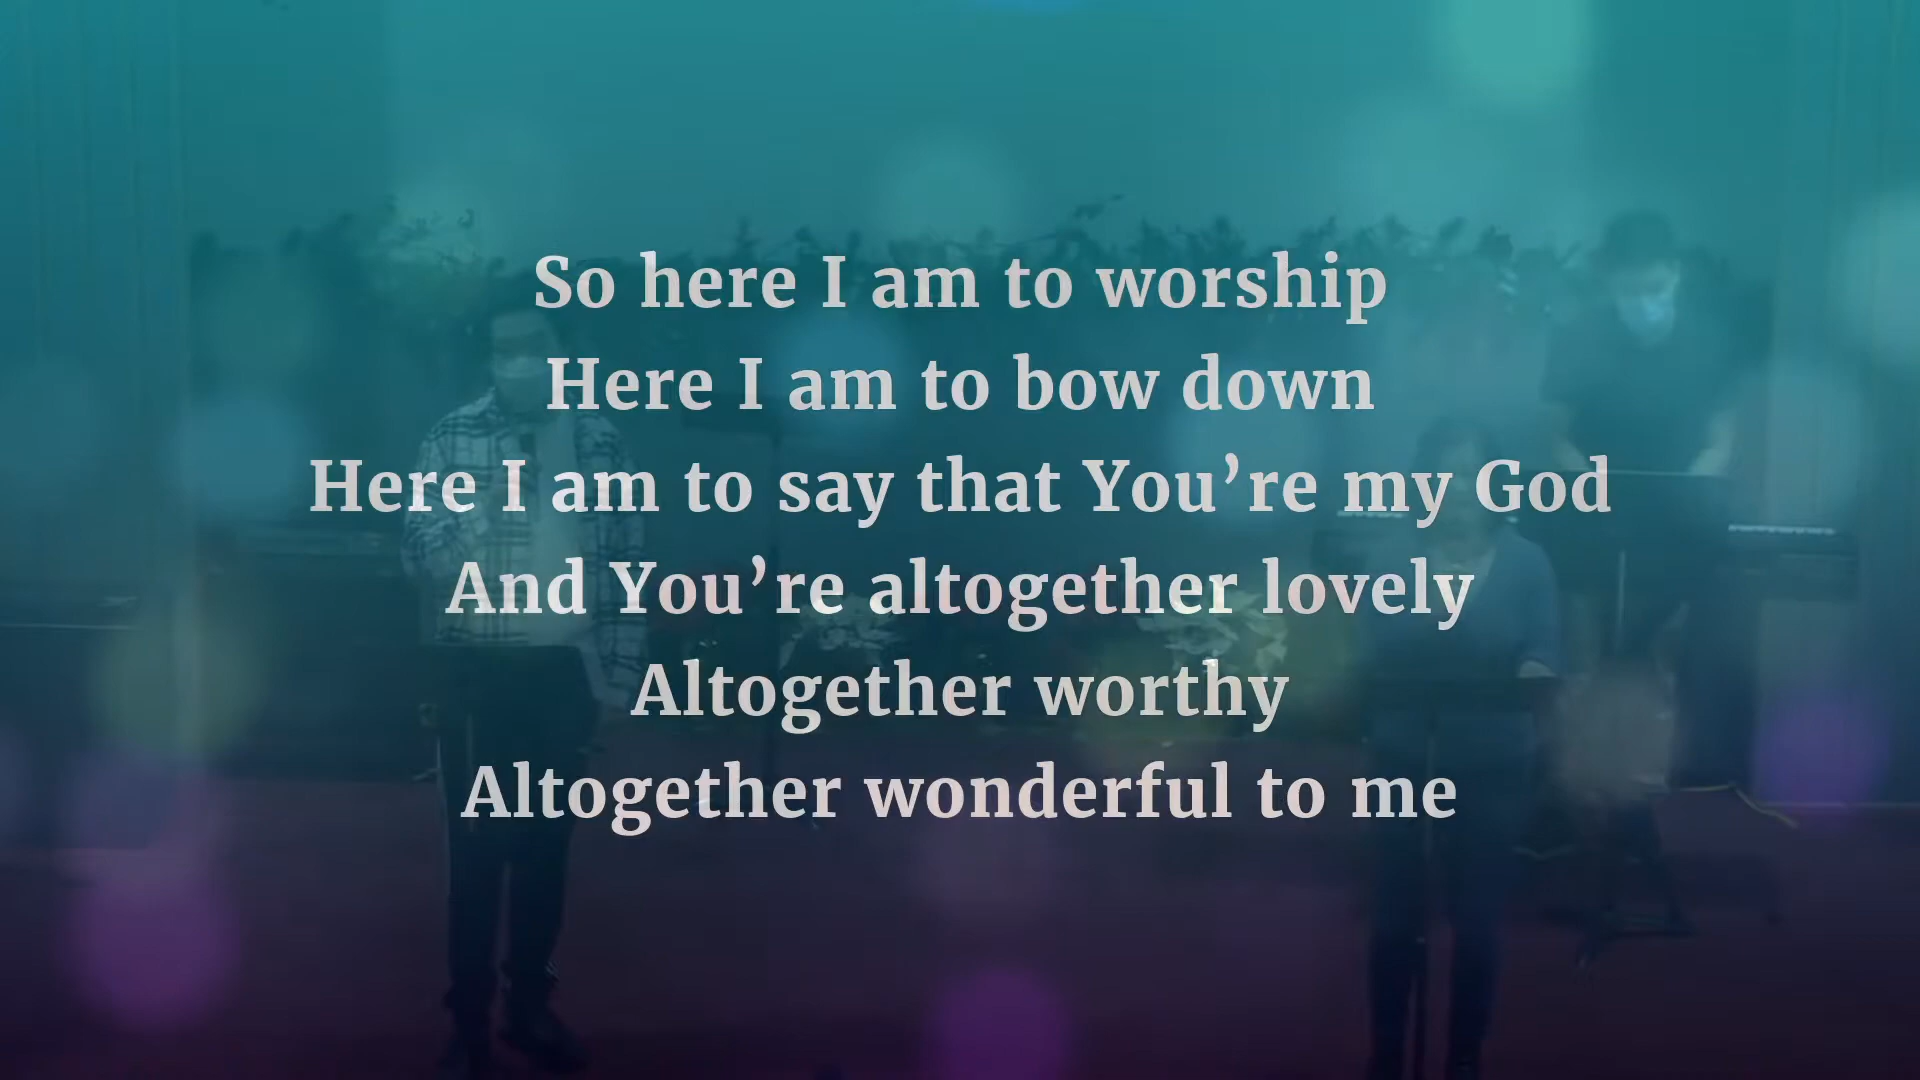 So here I am to worship
Here I am to bow down
Here I am to say that You’re my God
And You’re altogether lovely
Altogether worthy
Altogether wonderful to me